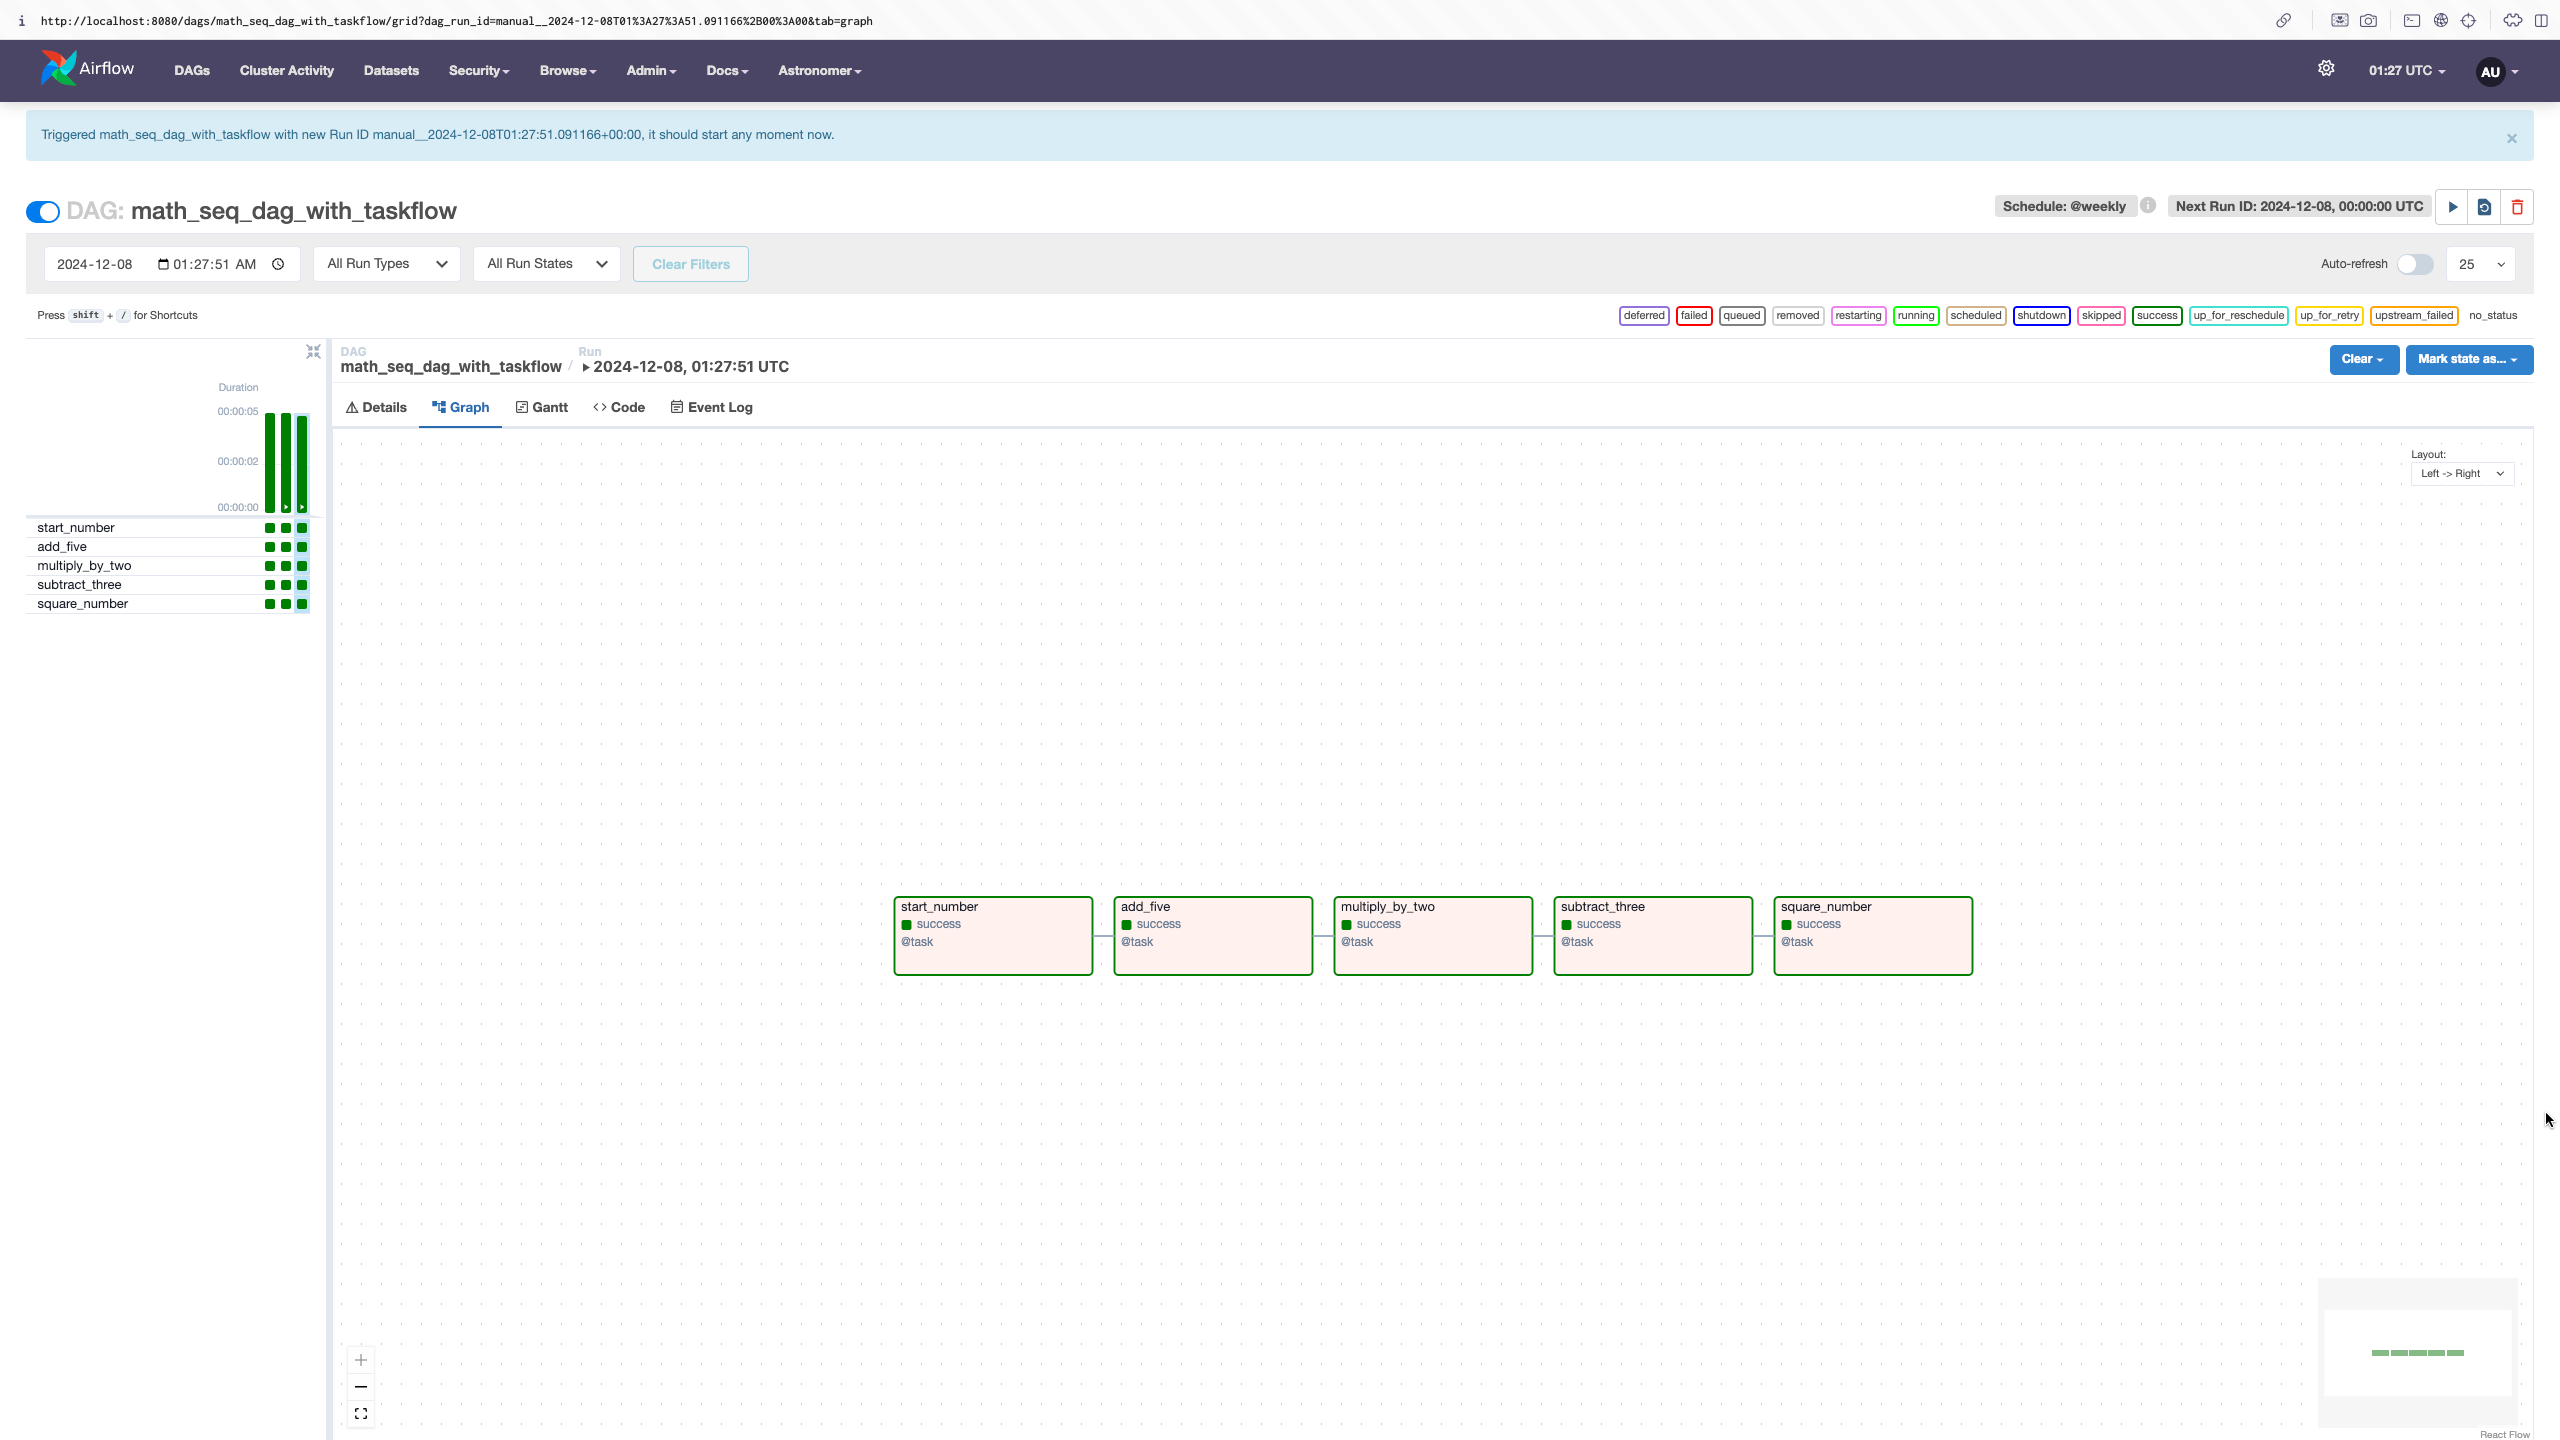 http://localhost:8080/dags/math_seq_dag_with_taskflow/grid?dag_run_id=manual__2024-12-08T01%3A27%3A51.091166%2B00%3A00&tab=graph
Airflow DAGs Cluster Activity Datasets Security Browse Admin Docs Astronomer 01:27 UTC AU
Triggered math_seq_dag_with_taskflow with new Run ID manual__2024-12-08T01:27:51.091166+00:00, it should start any moment now. ×
DAG: math_seq_dag_with_taskflow Schedule: @weekly i Next Run ID: 2024-12-08, 00:00:00 UTC
2024-12-08 01:27:51 AM All Run Types All Run States Clear Filters Auto-refresh 25
Press shift + / for Shortcuts deferred failed queued removed restarting running scheduled shutdown skipped success up_for_reschedule up_for_retry upstream_failed no_status
DAG Run
math_seq_dag_with_taskflow / 2024-12-08, 01:27:51 UTC Clear Mark state as...
Details Graph Gantt Code Event Log
Duration
00:00:05
00:00:02
00:00:00
start_number
add_five
multiply_by_two
subtract_three
square_number
Layout:
Left -> Right
start_number
success
@task
add_five
success
@task
multiply_by_two
success
@task
subtract_three
success
@task
square_number
success
@task
React Flow